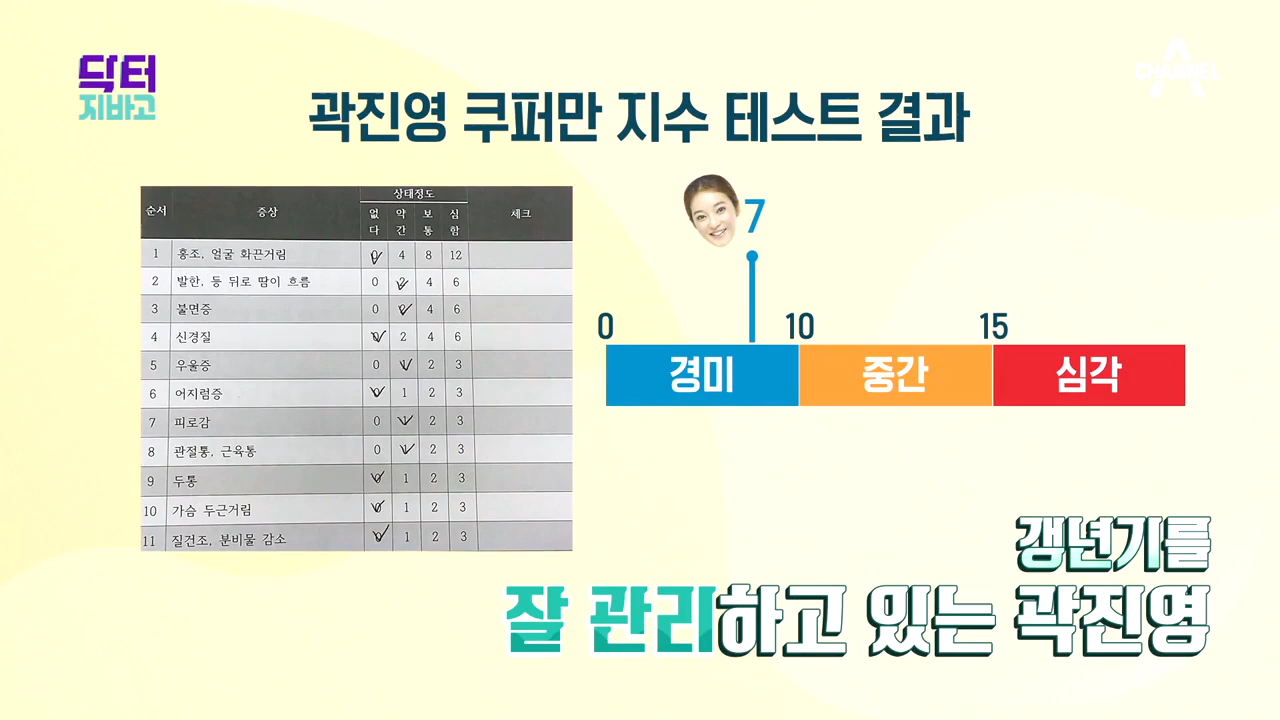 닥터
지바고
CHANNEL A
곽진영 쿠퍼만 지수 테스트 결과
순서 증상 상태정도 체크
없다 약간 보통 심함
1 홍조, 얼굴 화끈거림 0 4 8 12
2 발한, 등 뒤로 땀이 흐름 0 2 4 6
3 불면증 0 2 4 6
4 신경질 0 2 4 6
5 우울증 0 1 2 3
6 어지럼증 0 1 2 3
7 피로감 0 1 2 3
8 관절통, 근육통 0 1 2 3
9 두통 0 1 2 3
10 가슴 두근거림 0 1 2 3
11 질건조, 분비물 감소 0 1 2 3
7
0 10 15
경미 중간 심각
갱년기를
잘 관리하고 있는 곽진영